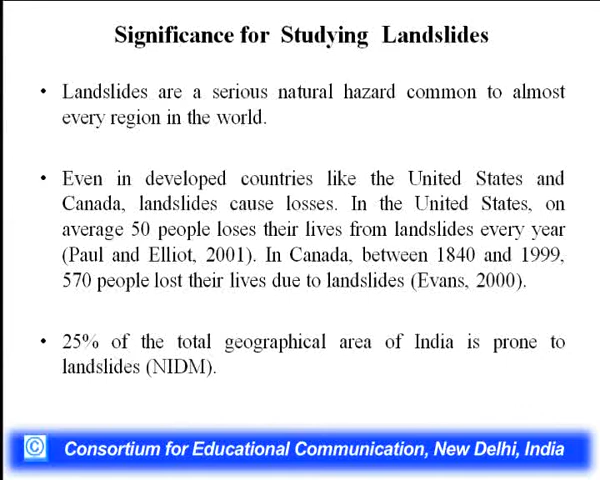 Significance for Studying Landslides
• Landslides are a serious natural hazard common to almost
every region in the world.
• Even in developed countries like the United States and
Canada, landslides cause losses. In the United States, on
average 50 people loses their lives from landslides every year
(Paul and Elliot, 2001). In Canada, between 1840 and 1999,
570 people lost their lives due to landslides (Evans, 2000).
• 25% of the total geographical area of India is prone to
landslides (NIDM).
© Consortium for Educational Communication, New Delhi, India